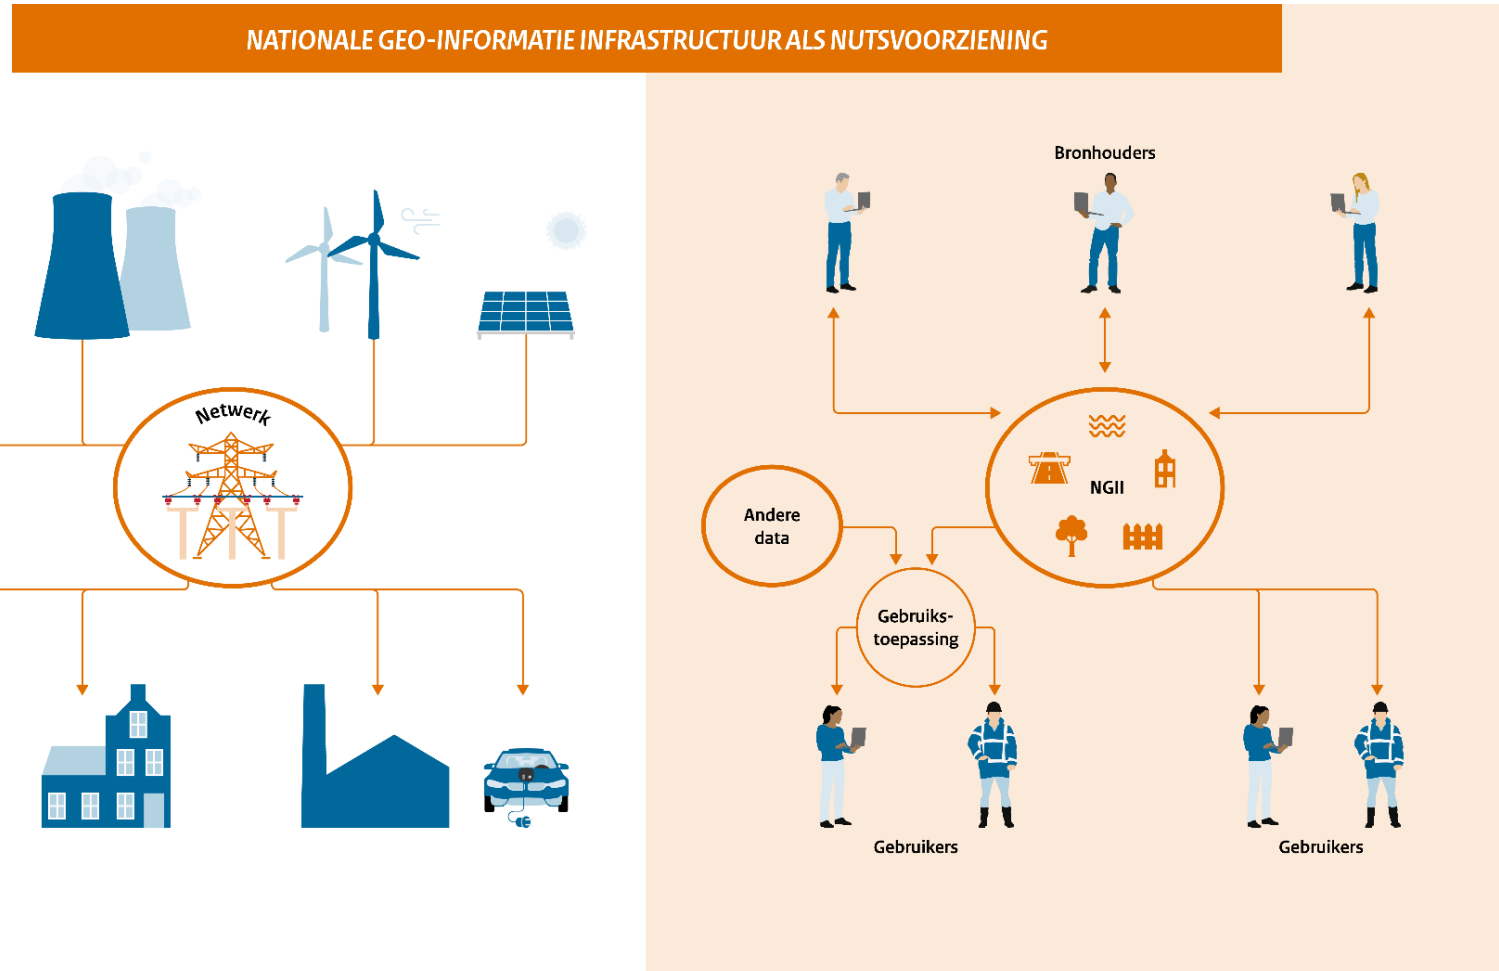 NATIONALE GEO-INFORMATIE INFRASTRUCTUUR ALS NUTSVOORZIENING
Netwerk
Bronhouders
NGII
Andere
data
Gebruiks-
toepassing
Gebruikers
Gebruikers